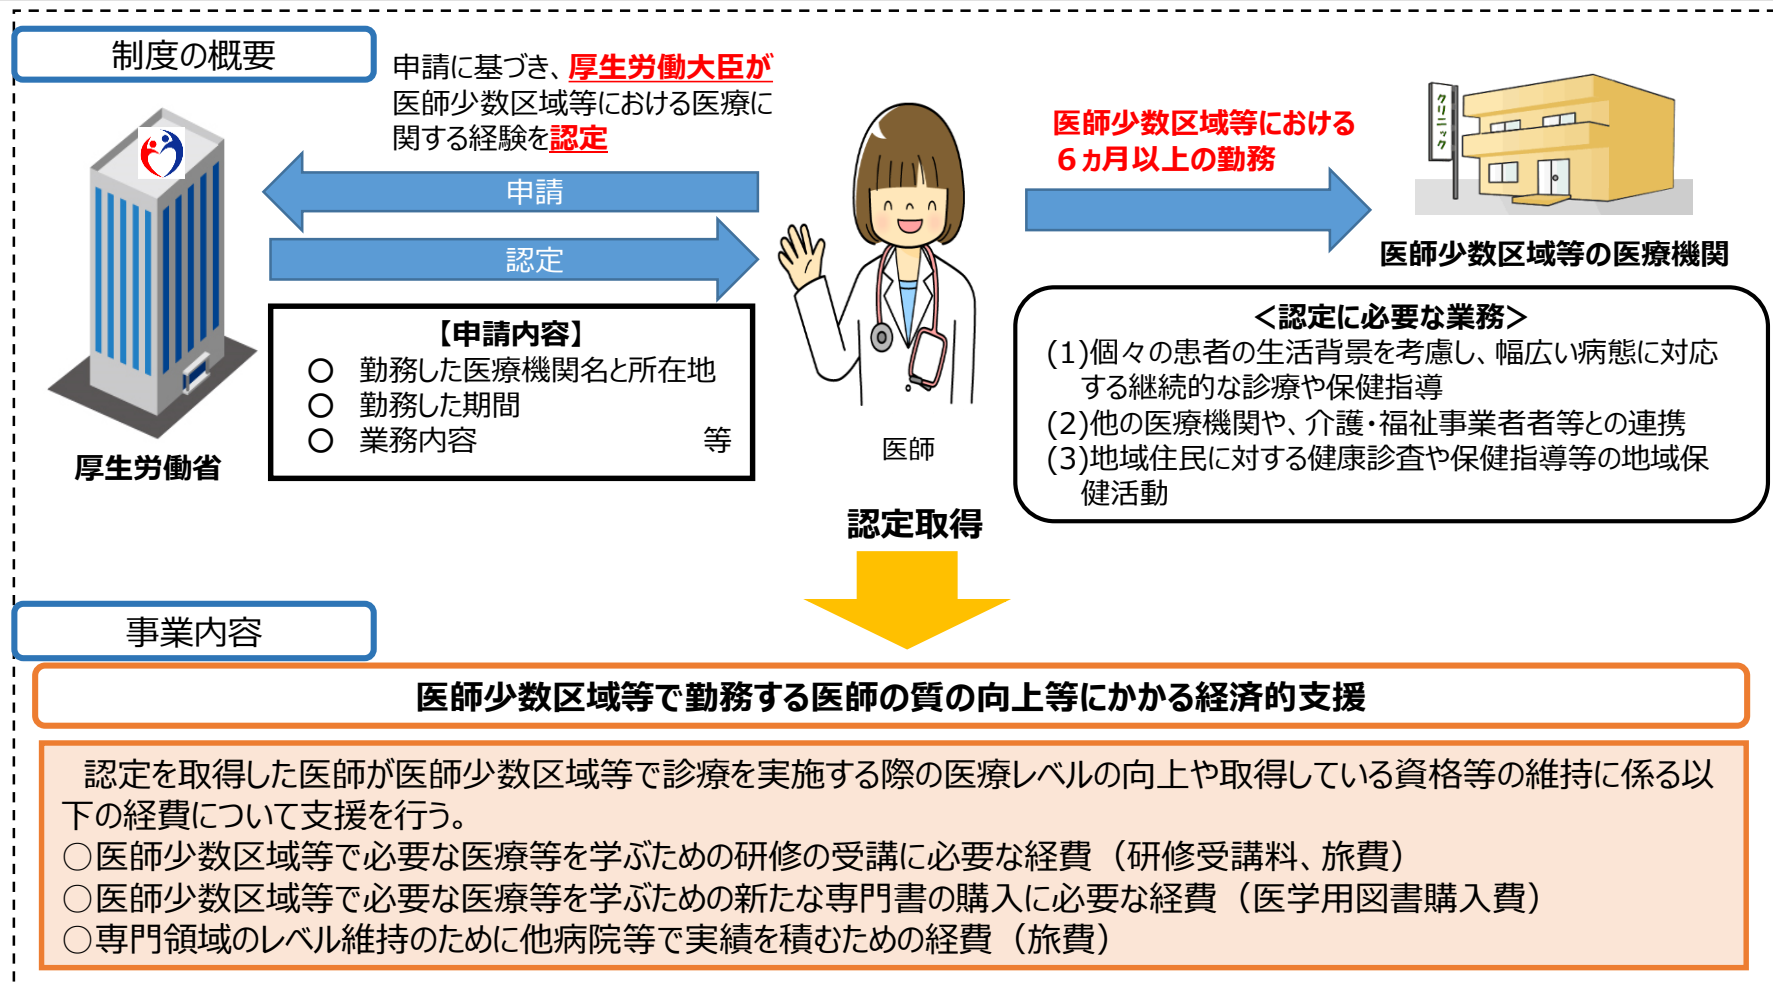 制度の概要
申請に基づき、厚生労働大臣が
医師少数区域等における医療に
関する経験を認定
申請
認定
【申請内容】
○ 勤務した医療機関名と所在地
○ 勤務した期間
○ 業務内容 等
厚生労働省
医師
医師少数区域等における
６ヵ月以上の勤務
クリニック
医師少数区域等の医療機関
＜認定に必要な業務＞
(1)個々の患者の生活背景を考慮し、幅広い病態に対応
する継続的な診療や保健指導
(2)他の医療機関や、介護・福祉事業者者等との連携
(3)地域住民に対する健康診査や保健指導等の地域保
健活動
認定取得
事業内容
医師少数区域等で勤務する医師の質の向上等にかかる経済的支援
認定を取得した医師が医師少数区域等で診療を実施する際の医療レベルの向上や取得している資格等の維持に係る以
下の経費について支援を行う。
○医師少数区域等で必要な医療等を学ぶための研修の受講に必要な経費（研修受講料、旅費）
○医師少数区域等で必要な医療等を学ぶための新たな専門書の購入に必要な経費（医学用図書購入費）
○専門領域のレベル維持のために他病院等で実績を積むための経費（旅費）